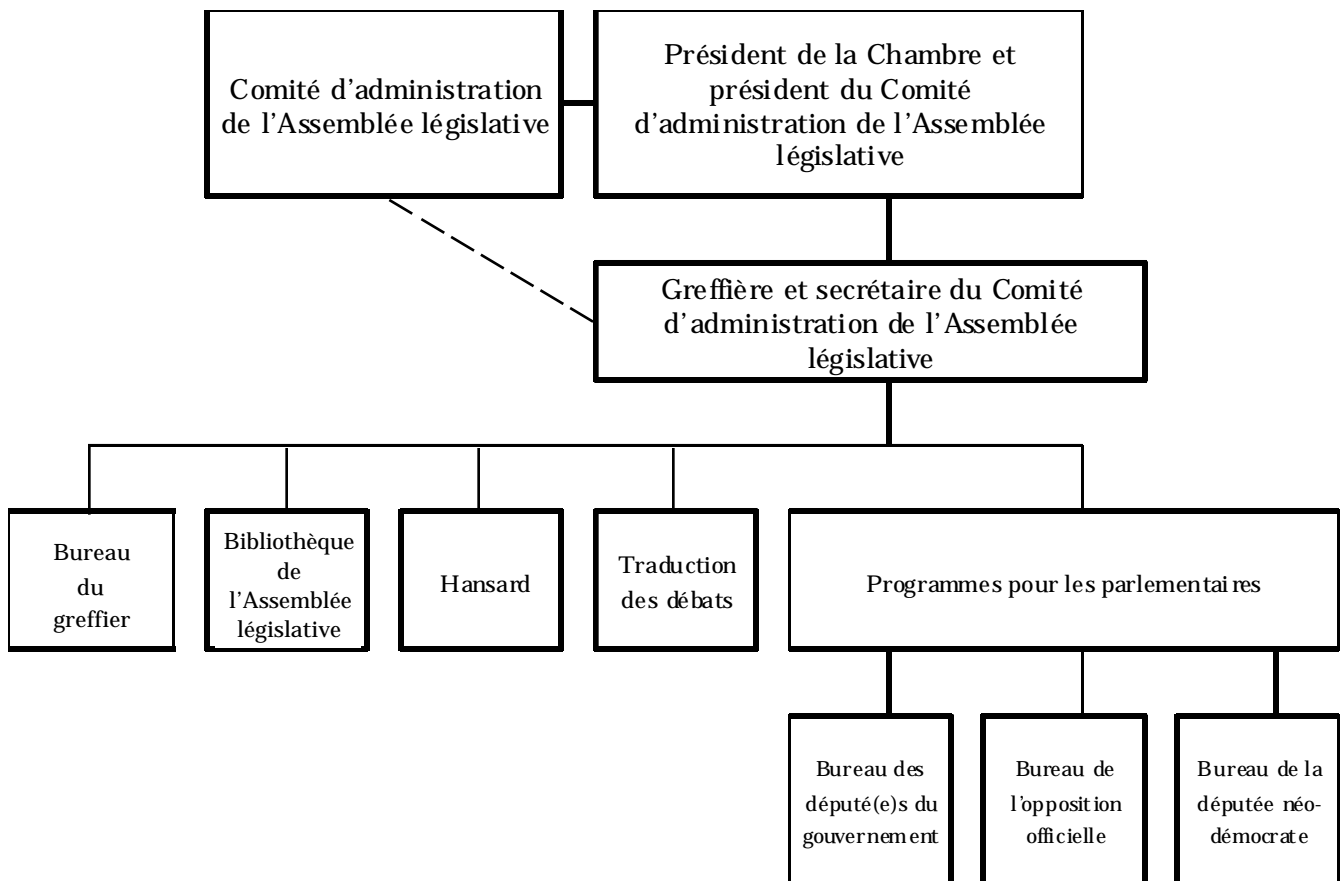 Comité d'administration
de l'Assemblée législative
Président de la Chambre et
président du Comité
d'administration de l'Assemblée
législative
Greffière et secrétaire du Comité
d'administration de l'Assemblée
législative
Bureau
du
greffier
Bibliothèque
de
l'Assemblée
législative
Hansard
Traduction
des débats
Programmes pour les parlementaires
Bureau des
député(e)s du
gouvernement
Bureau de
l'opposition
officielle
Bureau de la
députée néo-
démocrate